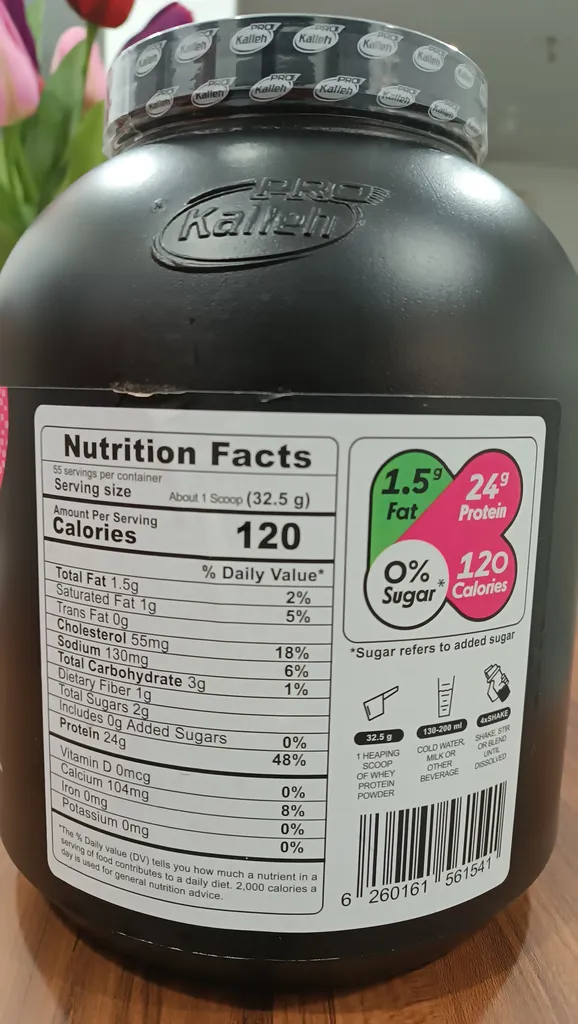 PRO Kalleh
PRO
Kalleh
Nutrition Facts
55 servings per container
Serving size About 1 Scoop (32.5 g)
Amount Per Serving
Calories 120
% Daily Value*
Total Fat 1.5g 2%
Saturated Fat 1g 5%
Trans Fat 0g
Cholesterol 55mg 18%
Sodium 130mg 6%
Total Carbohydrate 3g 1%
Dietary Fiber 1g
Total Sugars 2g
Includes 0g Added Sugars 0%
Protein 24g 48%
Vitamin D 0mcg 0%
Calcium 104mg 8%
Iron 0mg 0%
Potassium 0mg 0%
*The % Daily value (DV) tells you how much a nutrient in a
serving of food contributes to a daily diet. 2,000 calories a
day is used for general nutrition advice.
1.5g
Fat
24g
Protein
0%
Sugar*
120
Calories
*Sugar refers to added sugar
32.5 g
1 HEAPING
SCOOP
OF WHEY
PROTEIN
POWDER
130-200 ml
COLD WATER,
MILK OR
OTHER
BEVERAGE
4xSHAKE
SHAKE, STIR
OR BLEND
UNTIL
DISSOLVED
6 260161 561541